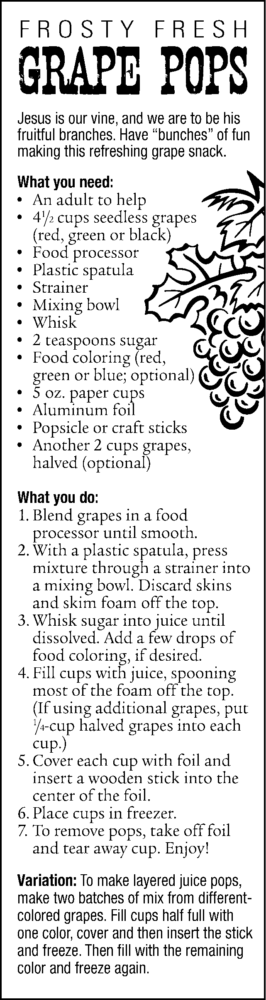 FROSTY FRESH
GRAPE POPS
Jesus is our vine, and we are to be his
fruitful branches. Have “bunches” of fun
making this refreshing grape snack.
What you need:
• An adult to help
• 4½ cups seedless grapes
(red, green or black)
• Food processor
• Plastic spatula
• Strainer
• Mixing bowl
• Whisk
• 2 teaspoons sugar
• Food coloring (red,
green or blue; optional)
• 5 oz. paper cups
• Aluminum foil
• Popsicle or craft sticks
• Another 2 cups grapes,
halved (optional)
What you do:
1. Blend grapes in a food
processor until smooth.
2. With a plastic spatula, press
mixture through a strainer into
a mixing bowl. Discard skins
and skim foam off the top.
3. Whisk sugar into juice until
dissolved. Add a few drops of
food coloring, if desired.
4. Fill cups with juice, spooning
most of the foam off the top.
(If using additional grapes, put
¼-cup halved grapes into each
cup.)
5. Cover each cup with foil and
insert a wooden stick into the
center of the foil.
6. Place cups in freezer.
7. To remove pops, take off foil
and tear away cup. Enjoy!
Variation: To make layered juice pops,
make two batches of mix from different-
colored grapes. Fill cups half full with
one color, cover and then insert the stick
and freeze. Then fill with the remaining
color and freeze again.